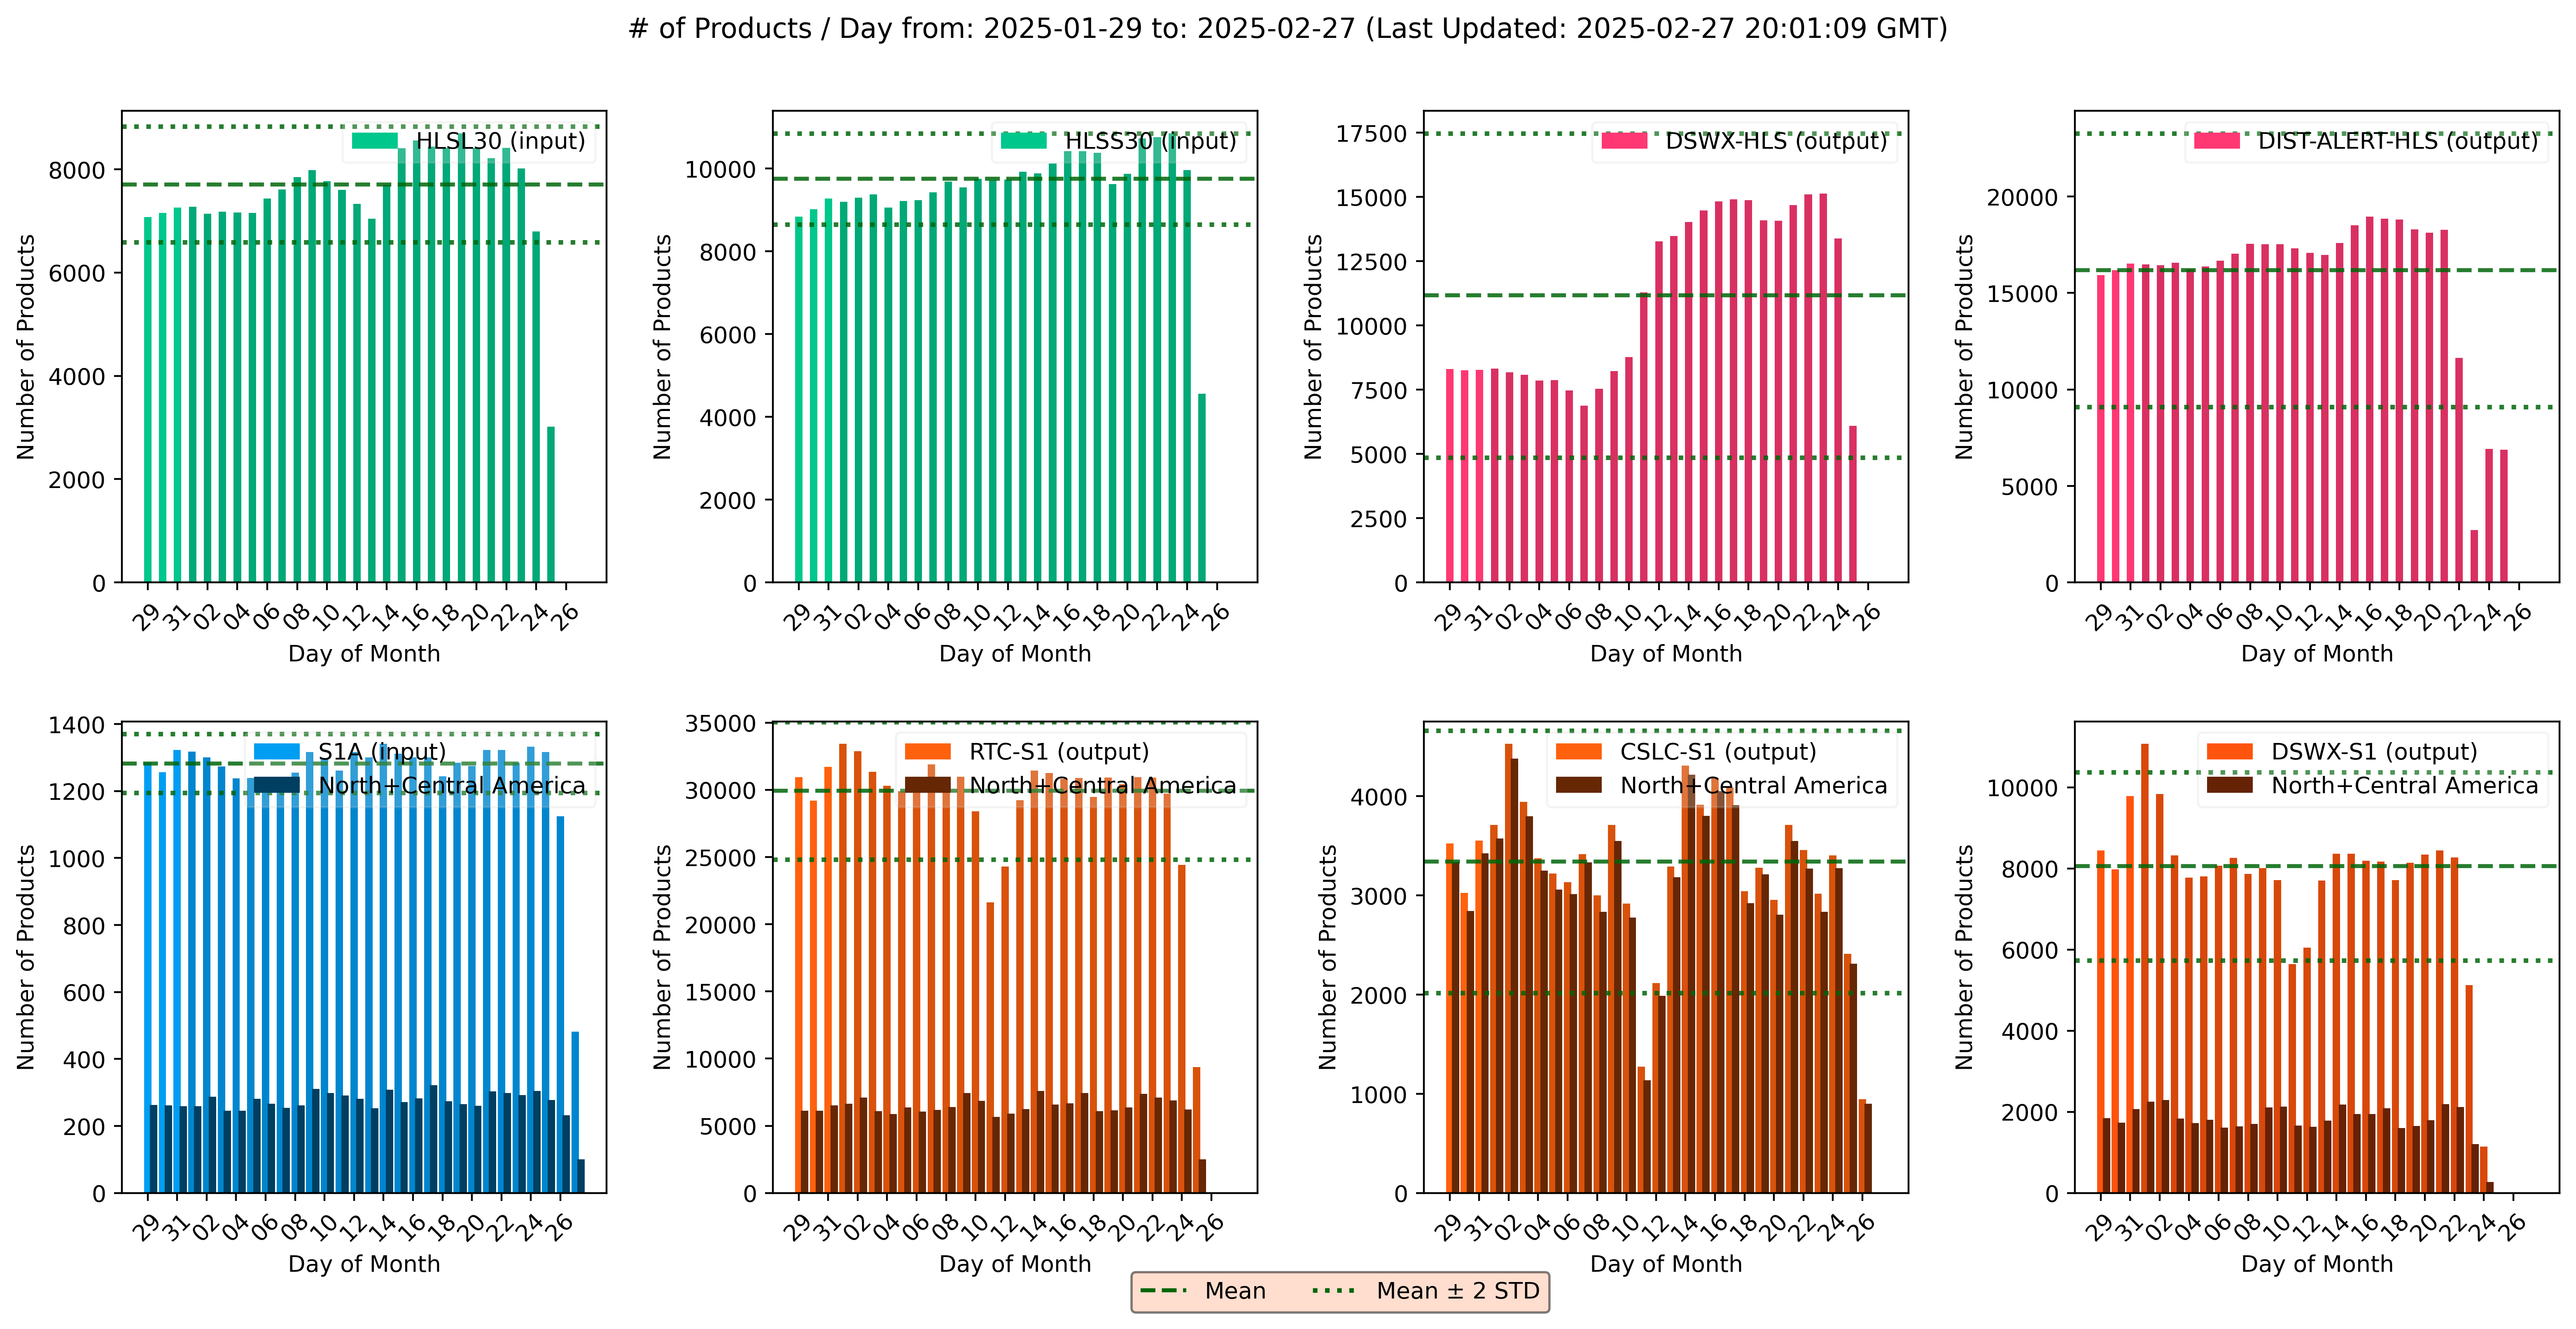 # of Products / Day from: 2025-01-29 to: 2025-02-27 (Last Updated: 2025-02-27 20:01:09 GMT)
HLSL30 (input)
Number of Products
8000
6000
4000
2000
0
29 31 02 04 06 08 10 12 14 16 18 20 22 24 26
Day of Month
HLSS30 (input)
Number of Products
10000
8000
6000
4000
2000
0
29 31 02 04 06 08 10 12 14 16 18 20 22 24 26
Day of Month
DSWX-HLS (output)
Number of Products
17500
15000
12500
10000
7500
5000
2500
0
29 31 02 04 06 08 10 12 14 16 18 20 22 24 26
Day of Month
DIST-ALERT-HLS (output)
Number of Products
20000
15000
10000
5000
0
29 31 02 04 06 08 10 12 14 16 18 20 22 24 26
Day of Month
S1A (input)
North+Central America
Number of Products
1400
1200
1000
800
600
400
200
0
29 31 02 04 06 08 10 12 14 16 18 20 22 24 26
Day of Month
RTC-S1 (output)
North+Central America
Number of Products
35000
30000
25000
20000
15000
10000
5000
0
29 31 02 04 06 08 10 12 14 16 18 20 22 24 26
Day of Month
CSLC-S1 (output)
North+Central America
Number of Products
4000
3000
2000
1000
0
29 31 02 04 06 08 10 12 14 16 18 20 22 24 26
Day of Month
DSWX-S1 (output)
North+Central America
Number of Products
10000
8000
6000
4000
2000
0
29 31 02 04 06 08 10 12 14 16 18 20 22 24 26
Day of Month
Mean
Mean ± 2 STD